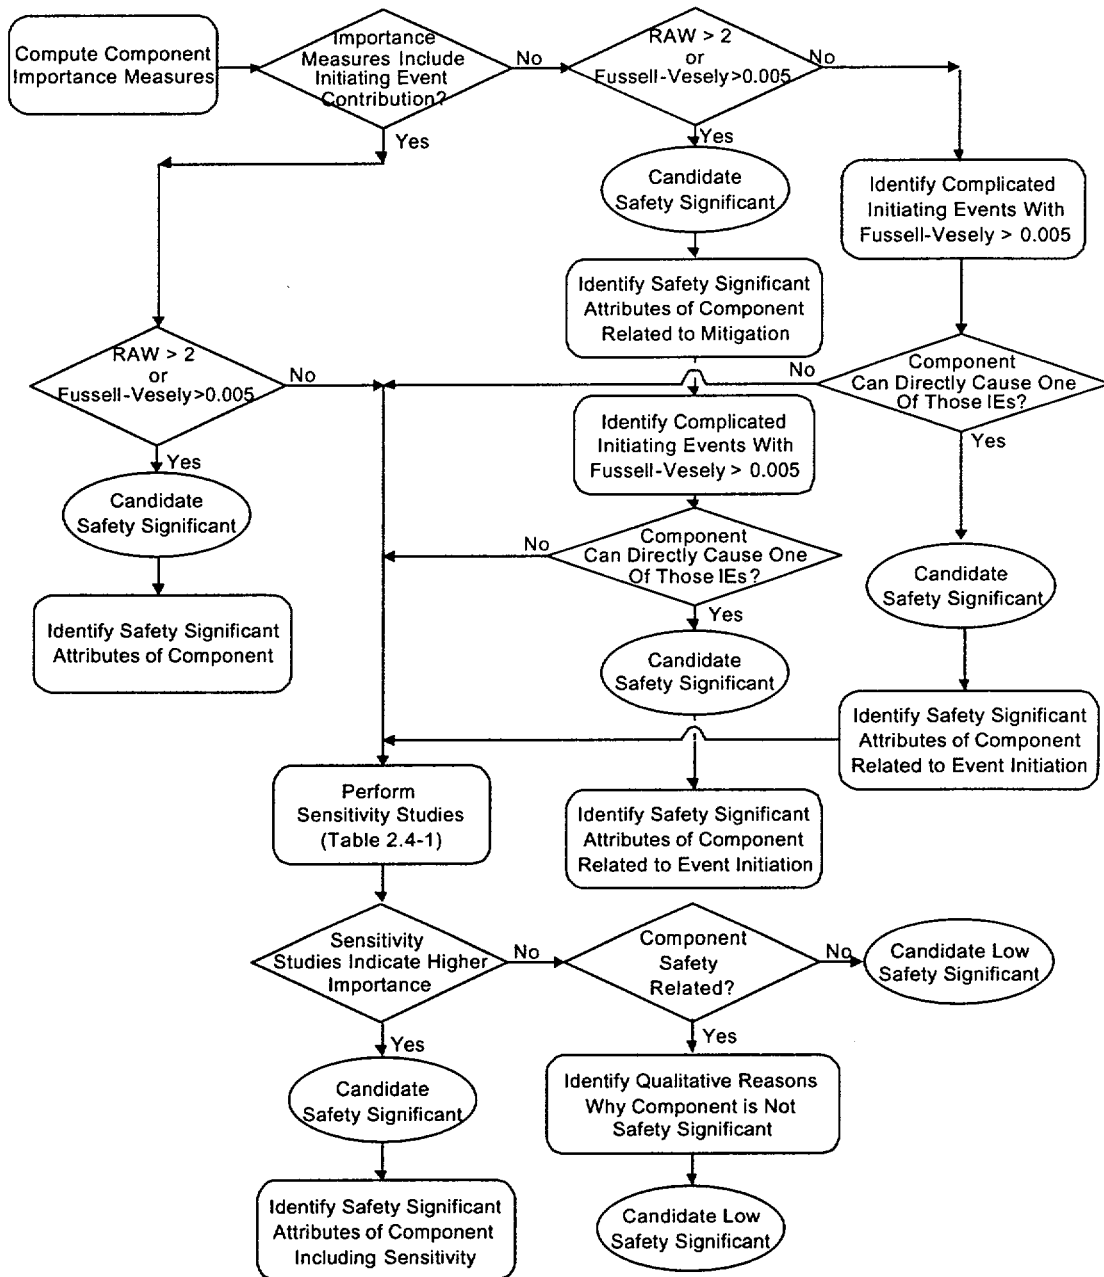 Compute Component
Importance Measures
Importance
Measures Include
Initiating Event
Contribution?
No
RAW > 2
or
Fussell-Vesely>0.005
No
Yes
Yes
Candidate
Safety Significant
Identify Complicated
Initiating Events With
Fussell-Vesely > 0.005
Identify Safety Significant
Attributes of Component
Related to Mitigation
RAW > 2
or
Fussell-Vesely>0.005
No
No
Component
Can Directly Cause One
Of Those IEs?
Yes
Identify Complicated
Initiating Events With
Fussell-Vesely > 0.005
Yes
Candidate
Safety Significant
No
Component
Can Directly Cause One
Of Those IEs?
Yes
Candidate
Safety Significant
Identify Safety Significant
Attributes of Component
Candidate
Safety Significant
Identify Safety Significant
Attributes of Component
Related to Event Initiation
Perform
Sensitivity Studies
(Table 2.4-1)
Identify Safety Significant
Attributes of Component
Related to Event Initiation
Sensitivity
Studies Indicate Higher
Importance
No
Component
Safety
Related?
No
Candidate Low
Safety Significant
Yes
Yes
Candidate
Safety Significant
Identify Qualitative Reasons
Why Component is Not
Safety Significant
Identify Safety Significant
Attributes of Component
Including Sensitivity
Candidate Low
Safety Significant